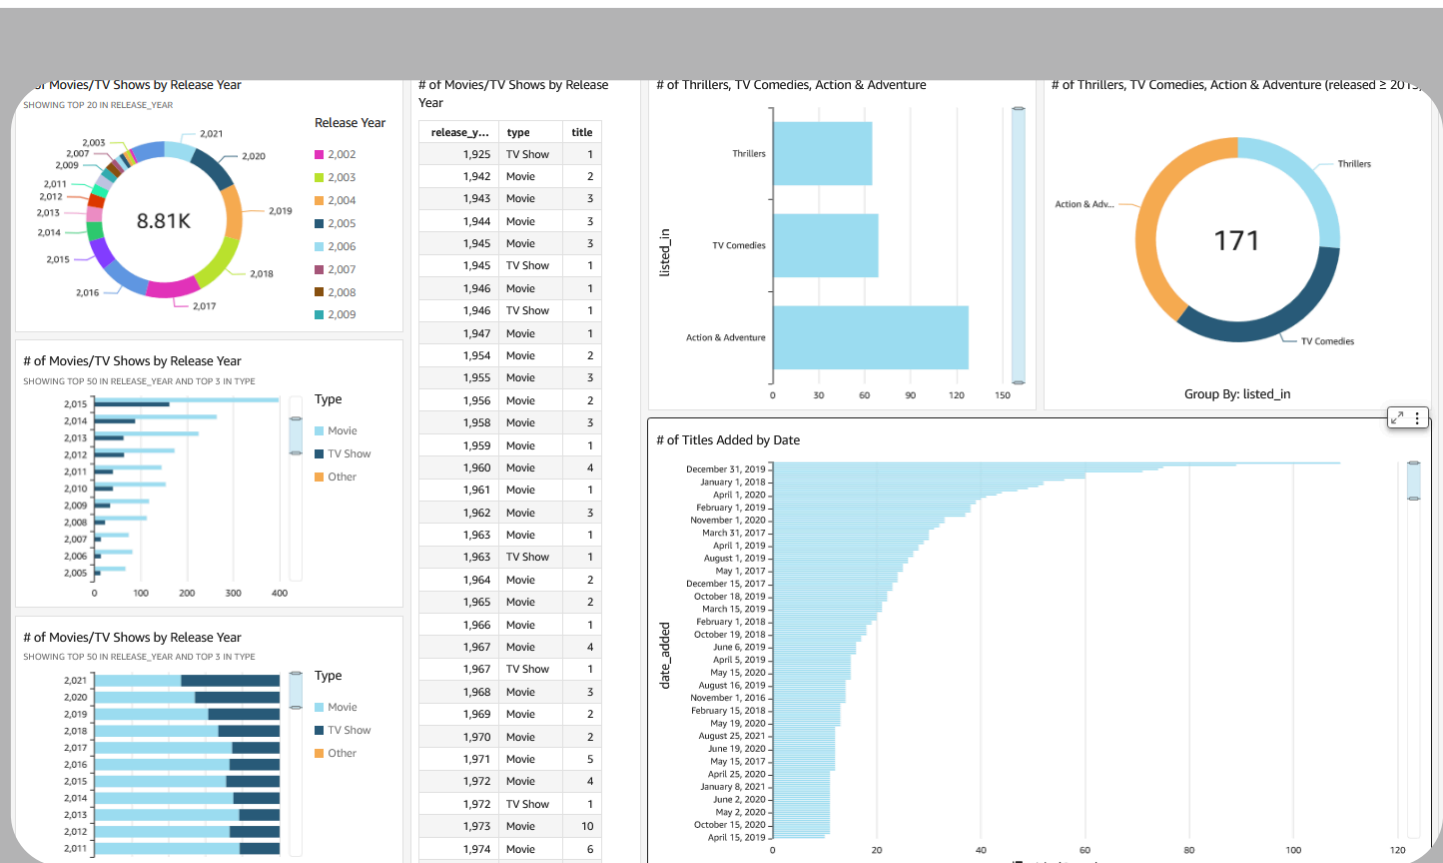 of Movies/TV Shows by Release Year
SHOWING TOP 20 IN RELEASE_YEAR
Release Year
2,021
2,020
2,019
2,018
2,017
2,016
2,015
2,014
2,013
2,012
2,011
2,009
2,007
2,003
8.81K
2,002
2,003
2,004
2,005
2,006
2,007
2,008
2,009
# of Movies/TV Shows by Release Year
SHOWING TOP 50 IN RELEASE_YEAR AND TOP 3 IN TYPE
2,015
2,014
2,013
2,012
2,011
2,010
2,009
2,008
2,007
2,006
2,005
0 100 200 300 400
Type
Movie
TV Show
Other
# of Movies/TV Shows by Release Year
SHOWING TOP 50 IN RELEASE_YEAR AND TOP 3 IN TYPE
2,021
2,020
2,019
2,018
2,017
2,016
2,015
2,014
2,013
2,012
2,011
Type
Movie
TV Show
Other
# of Movies/TV Shows by Release
Year
release_y... type title
1,925 TV Show 1
1,942 Movie 2
1,943 Movie 3
1,944 Movie 3
1,945 Movie 3
1,945 TV Show 1
1,946 Movie 1
1,946 TV Show 1
1,947 Movie 1
1,954 Movie 2
1,955 Movie 3
1,956 Movie 2
1,958 Movie 3
1,959 Movie 1
1,960 Movie 4
1,961 Movie 1
1,962 Movie 3
1,963 Movie 1
1,963 TV Show 1
1,964 Movie 2
1,965 Movie 2
1,966 Movie 1
1,967 Movie 4
1,967 TV Show 1
1,968 Movie 3
1,969 Movie 2
1,970 Movie 2
1,971 Movie 5
1,972 Movie 4
1,972 TV Show 1
1,973 Movie 10
1,974 Movie 6
# of Thrillers, TV Comedies, Action & Adventure
listed_in
Thrillers
TV Comedies
Action & Adventure
0 30 60 90 120 150
# of Thrillers, TV Comedies, Action & Adventure (released ≥ 2015,
Thrillers
Action & Adv...
171
TV Comedies
Group By: listed_in
# of Titles Added by Date
date_added
December 31, 2019
January 1, 2018
April 1, 2020
February 1, 2019
November 1, 2020
March 31, 2017
April 1, 2019
August 1, 2019
May 1, 2017
December 15, 2017
October 18, 2019
March 15, 2019
February 1, 2018
October 19, 2018
June 6, 2019
April 5, 2019
May 15, 2020
August 16, 2019
November 1, 2016
February 15, 2018
May 19, 2020
August 25, 2021
June 19, 2020
May 15, 2017
April 25, 2020
January 8, 2021
June 2, 2020
May 2, 2020
October 15, 2020
April 15, 2019
0 20 40 60 80 100 120